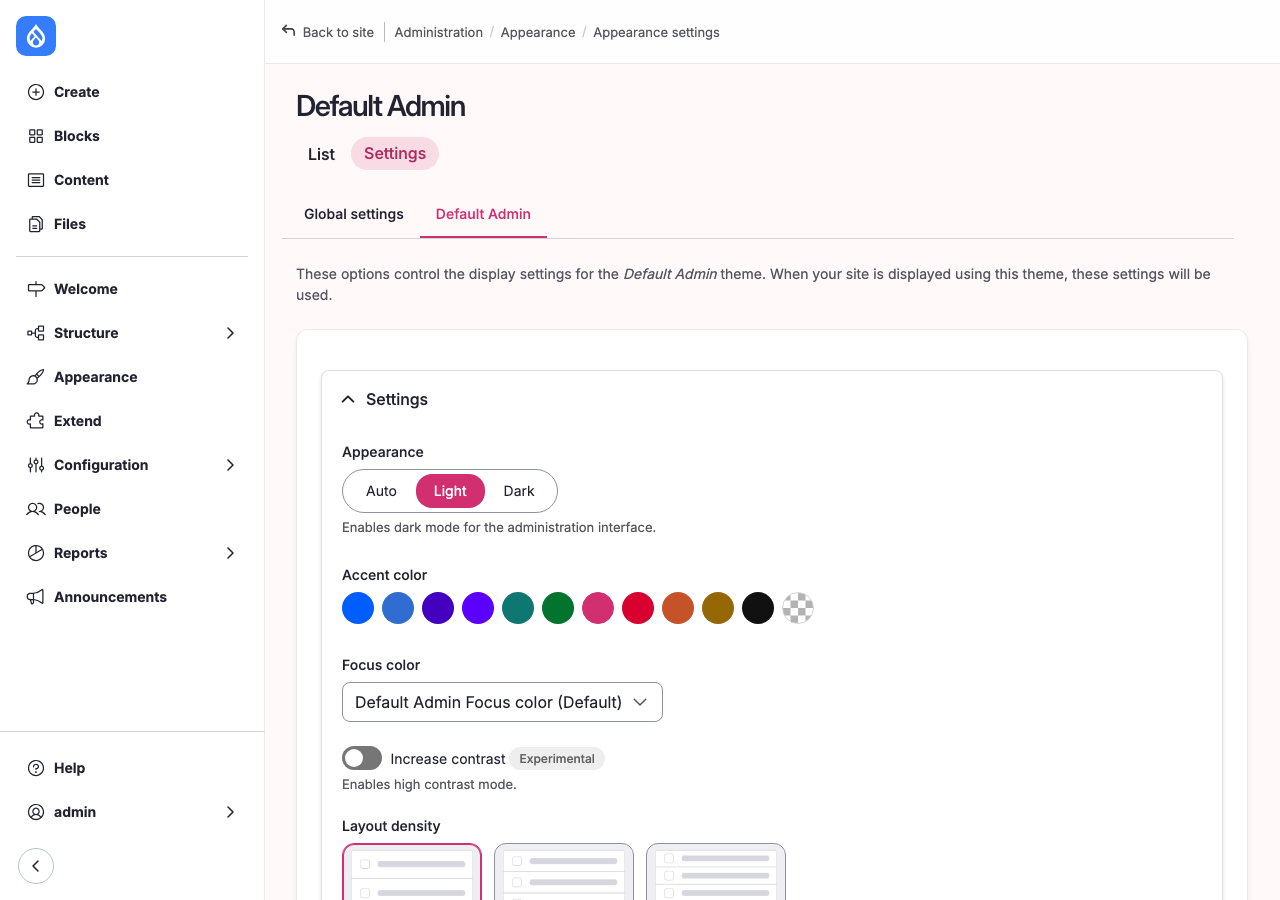 Create
Blocks
Content
Files
Welcome
Structure
Appearance
Extend
Configuration
People
Reports
Announcements
Help
admin
Back to site
Administration / Appearance / Appearance settings
Default Admin
List Settings
Global settings Default Admin
These options control the display settings for the Default Admin theme. When your site is displayed using this theme, these settings will be
used.
Settings
Appearance
Auto Light Dark
Enables dark mode for the administration interface.
Accent color
Focus color
Default Admin Focus color (Default)
Increase contrast Experimental
Enables high contrast mode.
Layout density